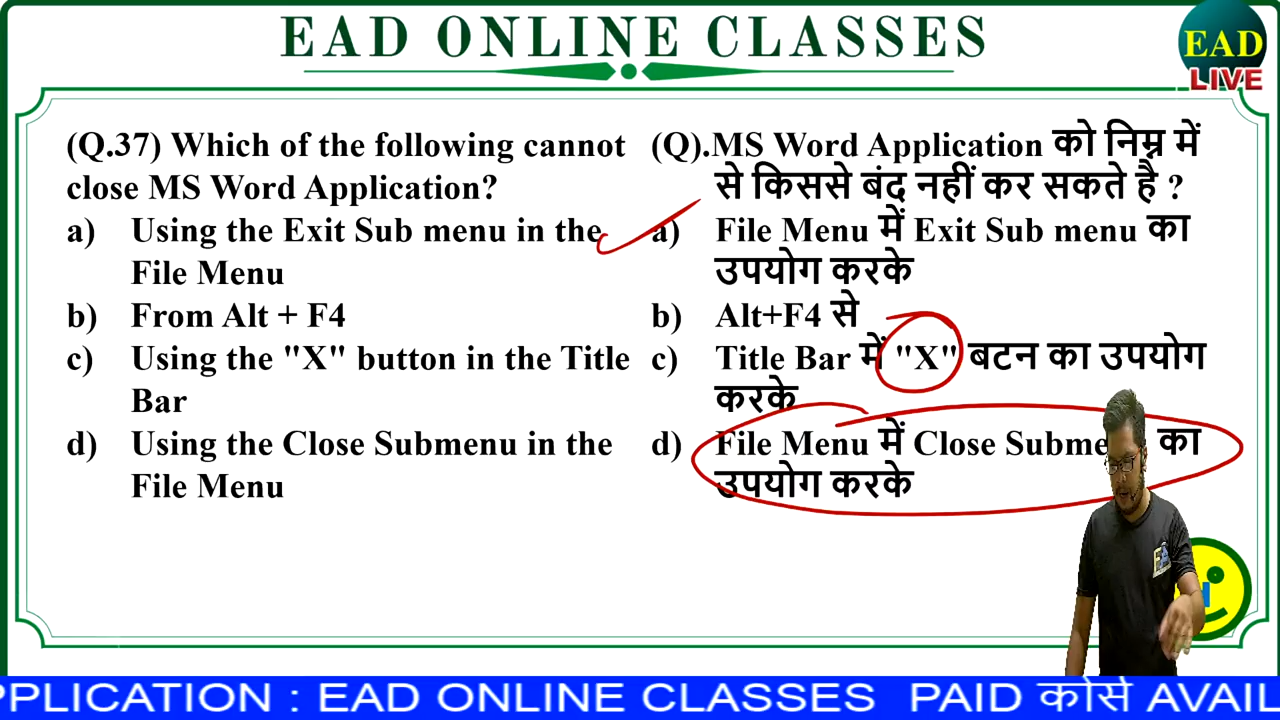 EAD ONLINE CLASSES
EAD
LIVE
(Q.37) Which of the following cannot
close MS Word Application?
a) Using the Exit Sub menu in the
File Menu
b) From Alt + F4
c) Using the "X" button in the Title
Bar
d) Using the Close Submenu in the
File Menu
(Q).MS Word Application को निम्न में
से किससे बंद नहीं कर सकते है ?
a) File Menu में Exit Sub menu का
उपयोग करके
b) Alt+F4 से
c) Title Bar में "X" बटन का उपयोग
करके
d) File Menu में Close का
उपयोग करके
PPLICATION : EAD ONLINE CLASSES PAID कोर्स AVAIL